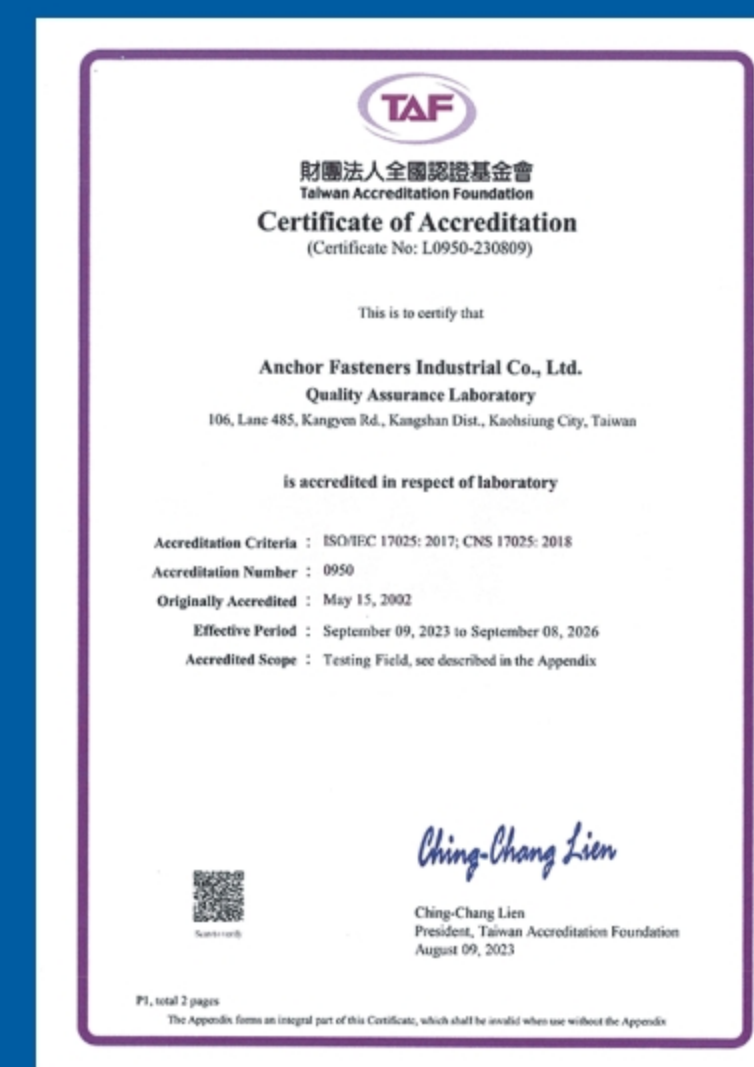 TAF
財團法人全國認證基金會
Taiwan Accreditation Foundation
Certificate of Accreditation
(Certificate No: L0950-230809)
This is to certify that
Anchor Fasteners Industrial Co., Ltd.
Quality Assurance Laboratory
106, Lane 485, Kangyen Rd., Kangshan Dist., Kaohsiung City, Taiwan
is accredited in respect of laboratory
Accreditation Criteria : ISO/IEC 17025: 2017; CNS 17025: 2018
Accreditation Number : 0950
Originally Accredited : May 15, 2002
Effective Period : September 09, 2023 to September 08, 2026
Accredited Scope : Testing Field, see described in the Appendix
Ching-Chang Lien
Ching-Chang Lien
President, Taiwan Accreditation Foundation
August 09, 2023
Scan to verify
P1, total 2 pages
The Appendix forms an integral part of this Certificate, which shall be invalid when use without the Appendix